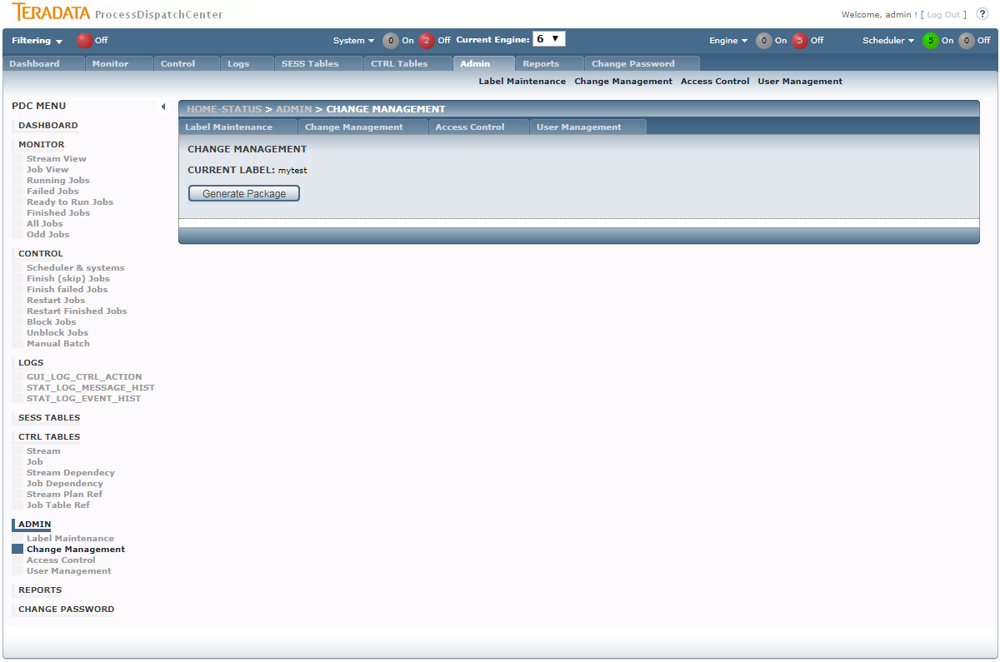 TERADATA ProcessDispatchCenter
Welcome, admin ! [ Log Out ] ?
Filtering Off System 0 On 2 Off Current Engine: 6 Engine 0 On 5 Off Scheduler 5 On 0 Off
Dashboard Monitor Control Logs SESS Tables CTRL Tables Admin Reports Change Password
Label Maintenance Change Management Access Control User Management
PDC MENU
DASHBOARD
MONITOR
Stream View
Job View
Running Jobs
Failed Jobs
Ready to Run Jobs
Finished Jobs
All Jobs
Odd Jobs
CONTROL
Scheduler & systems
Finish (skip) Jobs
Finish failed Jobs
Restart Jobs
Restart Finished Jobs
Block Jobs
Unblock Jobs
Manual Batch
LOGS
GUI_LOG_CTRL_ACTION
STAT_LOG_MESSAGE_HIST
STAT_LOG_EVENT_HIST
SESS TABLES
CTRL TABLES
Stream
Job
Stream Dependecy
Job Dependency
Stream Plan Ref
Job Table Ref
ADMIN
Label Maintenance
Change Management
Access Control
User Management
REPORTS
CHANGE PASSWORD
HOME-STATUS > ADMIN > CHANGE MANAGEMENT
Label Maintenance Change Management Access Control User Management
CHANGE MANAGEMENT
CURRENT LABEL: mytest
Generate Package